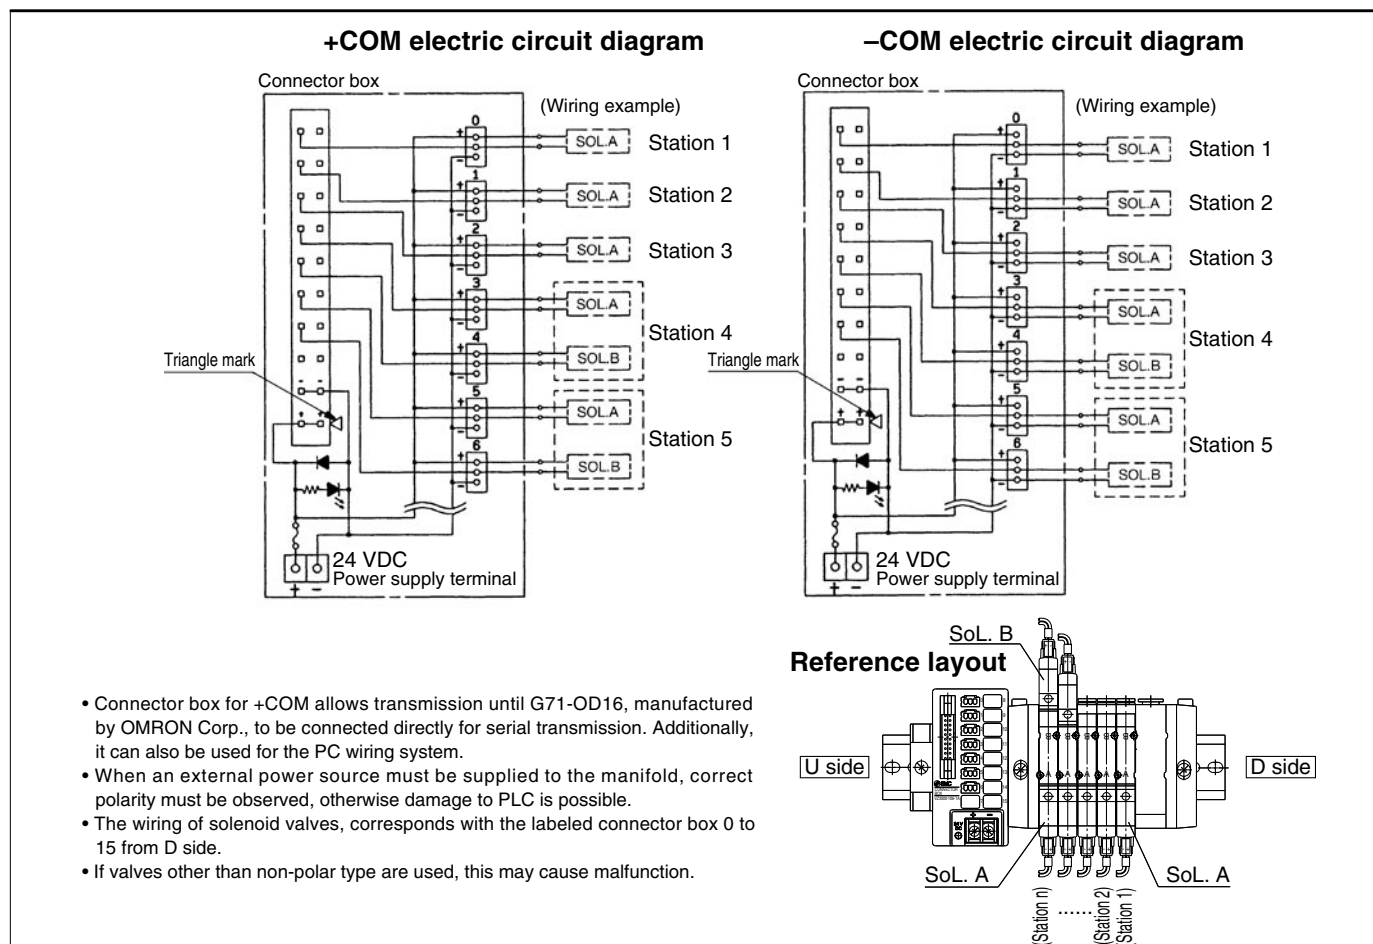 +COM electric circuit diagram
–COM electric circuit diagram
Connector box
(Wiring example)
0
+
–
SOL.A
Station 1
1
+
–
SOL.A
Station 2
2
+
–
SOL.A
Station 3
3
+
–
SOL.A
Station 4
4
+
–
SOL.B
Triangle mark
5
+
–
SOL.A
Station 5
6
+
–
SOL.B
– –
+ +
24 VDC
Power supply terminal
+ –
Connector box
(Wiring example)
0
+
–
SOL.A
Station 1
1
+
–
SOL.A
Station 2
2
+
–
SOL.A
Station 3
3
+
–
SOL.A
Station 4
4
+
–
SOL.B
Triangle mark
5
+
–
SOL.A
Station 5
6
+
–
SOL.B
– –
+ +
24 VDC
Power supply terminal
+ –
• Connector box for +COM allows transmission until G71-OD16, manufactured
by OMRON Corp., to be connected directly for serial transmission. Additionally,
it can also be used for the PC wiring system.
• When an external power source must be supplied to the manifold, correct
polarity must be observed, otherwise damage to PLC is possible.
• The wiring of solenoid valves, corresponds with the labeled connector box 0 to
15 from D side.
• If valves other than non-polar type are used, this may cause malfunction.
Reference layout
SoL. B
U side
D side
+ –
A A A A A
SoL. A
SoL. A
(Station n)
......
(Station 2)
(Station 1)